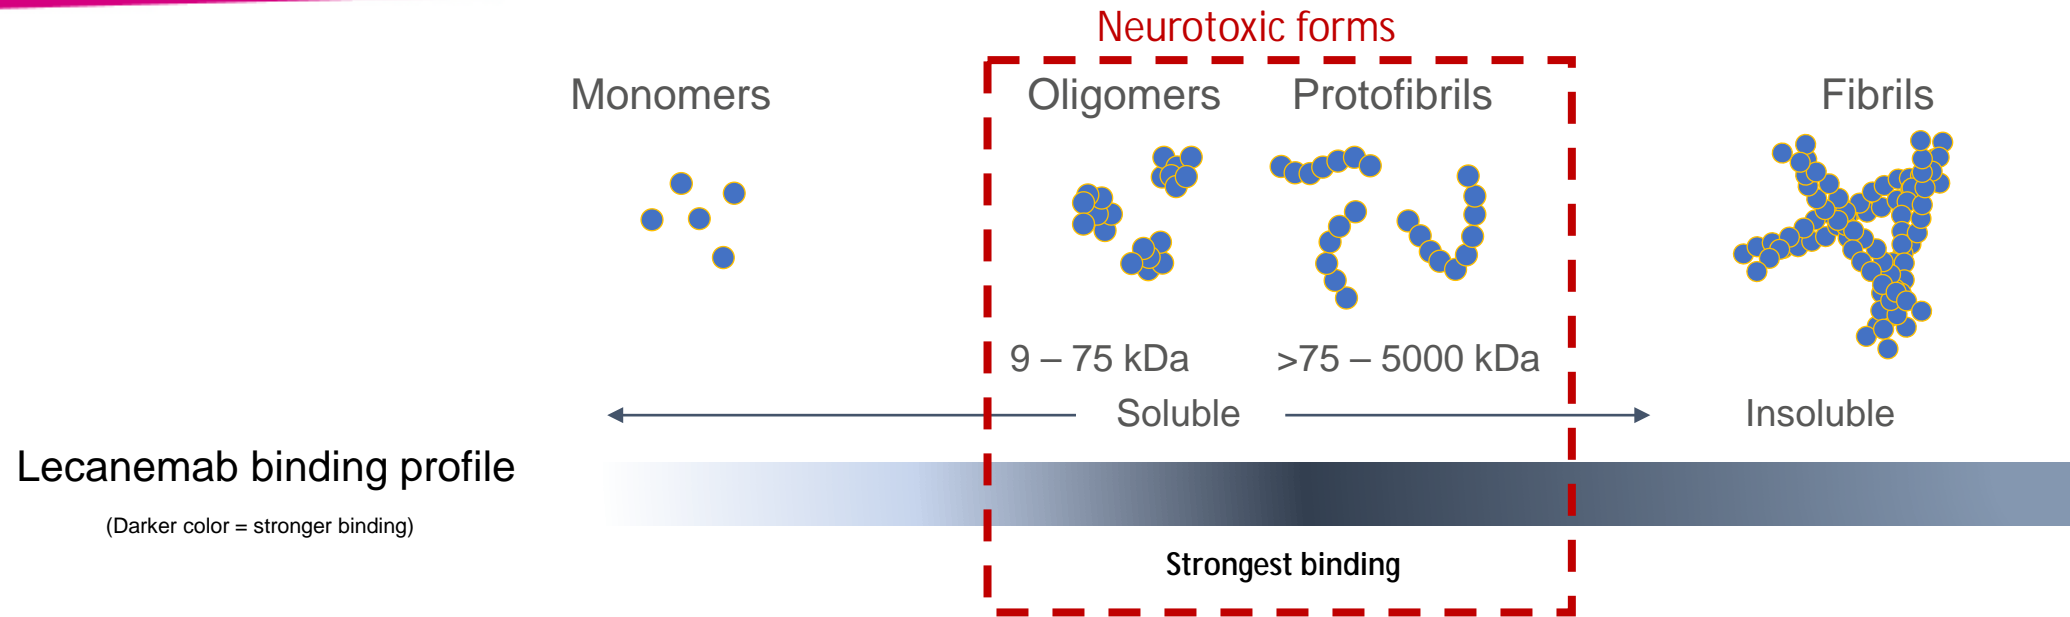 Neurotoxic forms
Monomers
Oligomers
Protofibrils
Fibrils
9 – 75 kDa
>75 – 5000 kDa
Soluble
Insoluble
Lecanemab binding profile
(Darker color = stronger binding)
Strongest binding